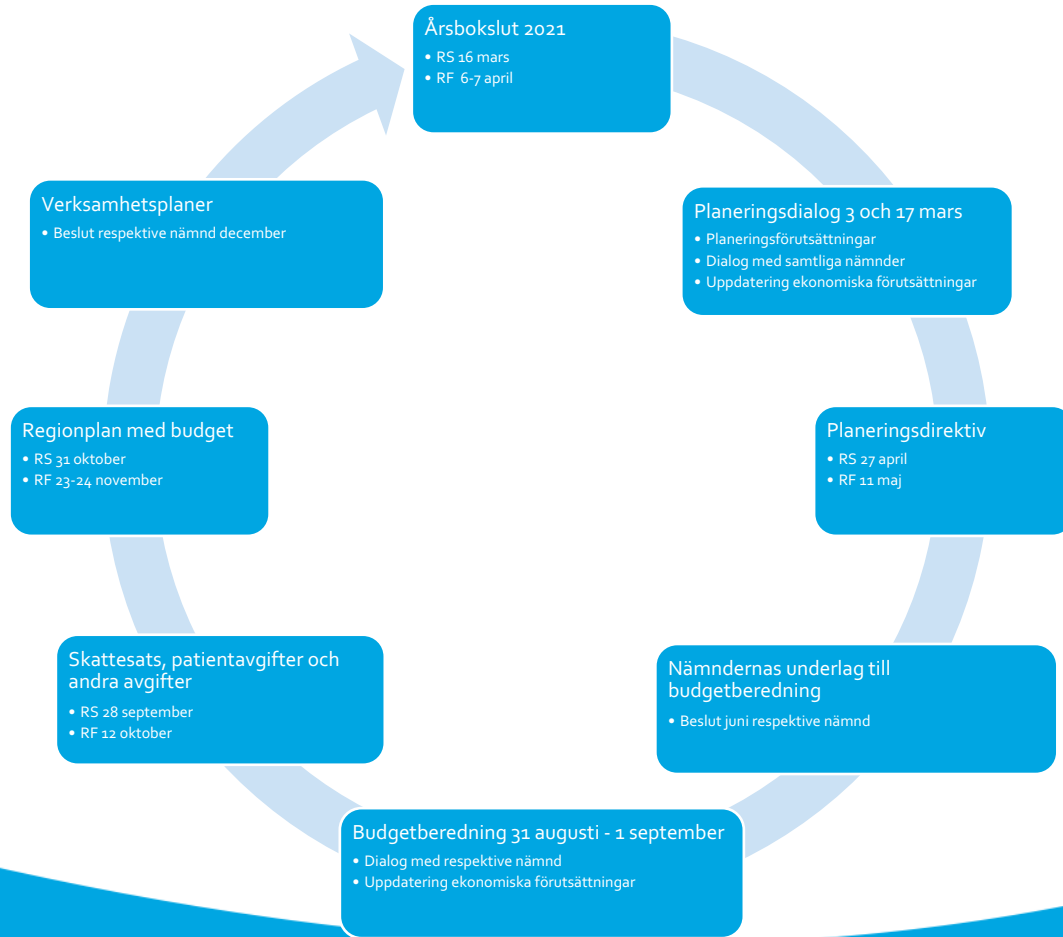 Årsbokslut 2021
• RS 16 mars
• RF 6-7 april
Planeringsdialog 3 och 17 mars
• Planeringsförutsättningar
• Dialog med samtliga nämnder
• Uppdatering ekonomiska förutsättningar
Planeringsdirektiv
• RS 27 april
• RF 11 maj
Nämndernas underlag till
budgetberedning
• Beslut juni respektive nämnd
Budgetberedning 31 augusti - 1 september
• Dialog med respektive nämnd
• Uppdatering ekonomiska förutsättningar
Skattesats, patientavgifter och
andra avgifter
• RS 28 september
• RF 12 oktober
Regionplan med budget
• RS 31 oktober
• RF 23-24 november
Verksamhetsplaner
• Beslut respektive nämnd december